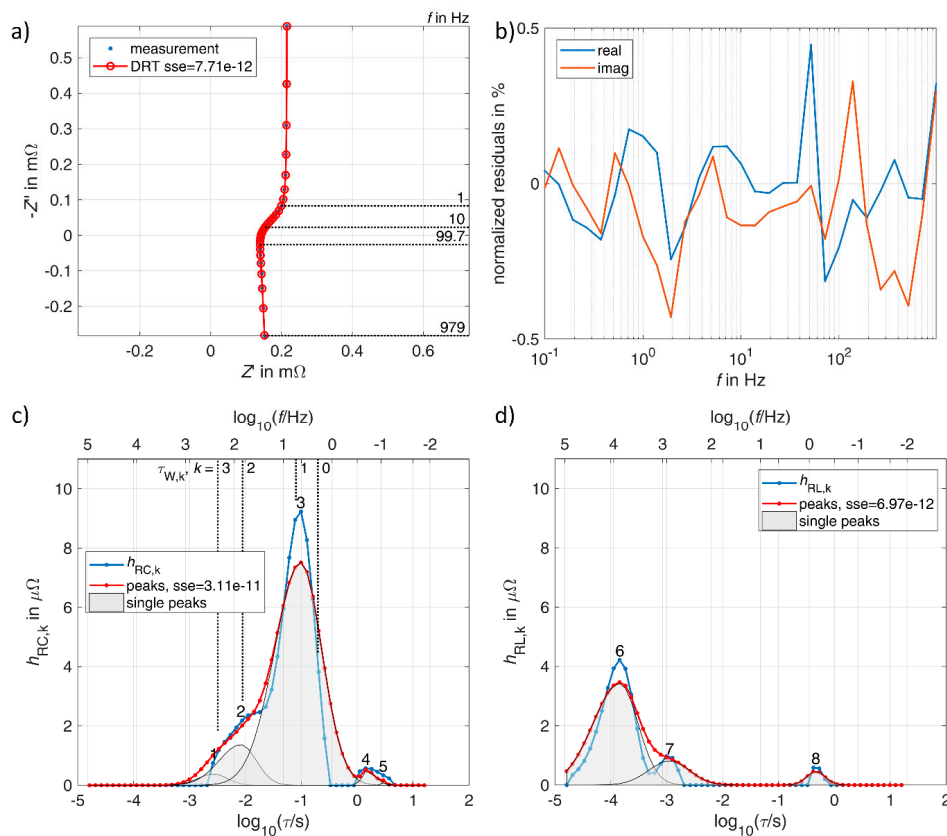 a)
f in Hz
measurement
DRT sse=7.71e-12
0.5
0.4
0.3
0.2
0.1
0
-0.1
-0.2
-Z'' in mΩ
1
10
99.7
979
-0.2
0
0.2
0.4
0.6
Z' in mΩ
b)
real
imag
0.5
0
-0.5
normalized residuals in %
10⁻¹
10⁰
10¹
10²
f in Hz
c)
log₁₀(f/Hz)
5 4 3 2 1 0 -1 -2
τW,k, k = 3 2 1 0
hRC,k
peaks, sse=3.11e-11
single peaks
10
8
6
4
2
0
hRC,k in μΩ
1
2
3
4
5
-5 -4 -3 -2 -1 0 1 2
log₁₀(τ/s)
d)
log₁₀(f/Hz)
5 4 3 2 1 0 -1 -2
hRL,k
peaks, sse=6.97e-12
single peaks
10
8
6
4
2
0
hRL,k in μΩ
6
7
8
-5 -4 -3 -2 -1 0 1 2
log₁₀(τ/s)